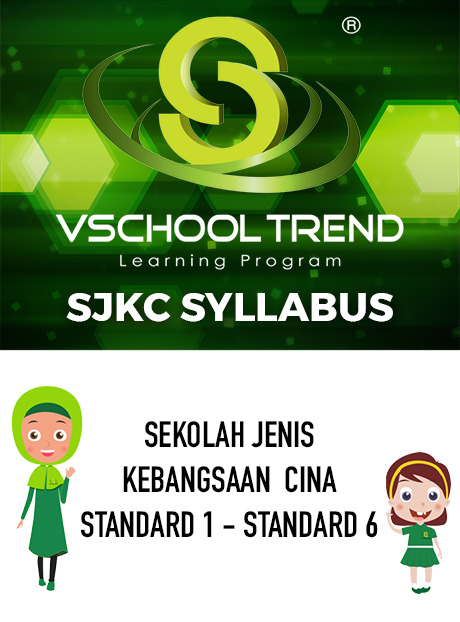 ®
VSCHOOL TREND
Learning Program
SJKC SYLLABUS
SEKOLAH JENIS
KEBANGSAAN CINA
STANDARD 1 - STANDARD 6